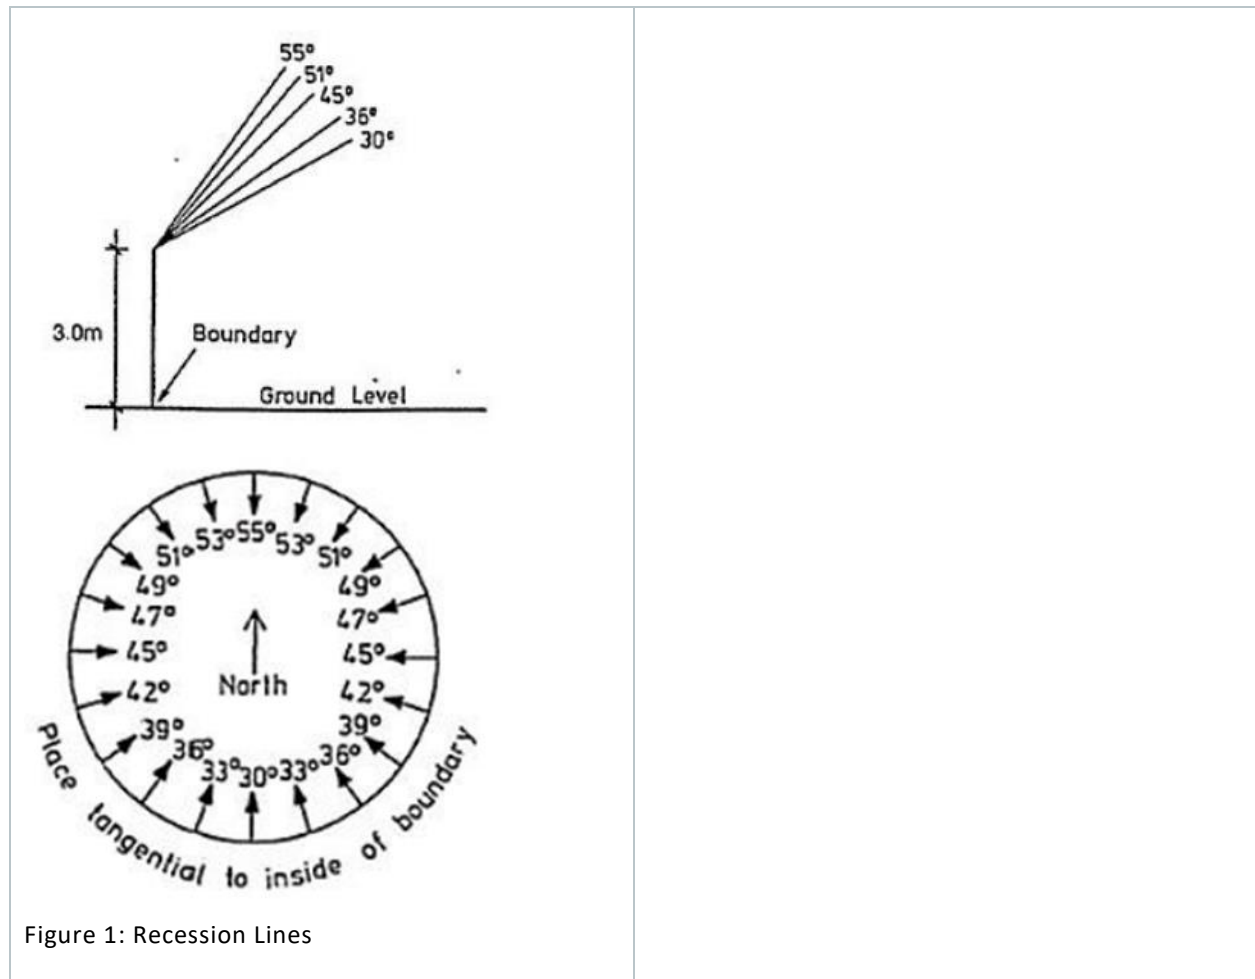 55°
51°
45°
36°
30°
3.0m
Boundary
Ground Level
55°
53° 53°
51° 51°
49° 49°
47° 47°
45° 45°
North
42° 42°
39° 39°
36° 36°
33° 30° 33°
Place tangential to inside of boundary
Figure 1: Recession Lines